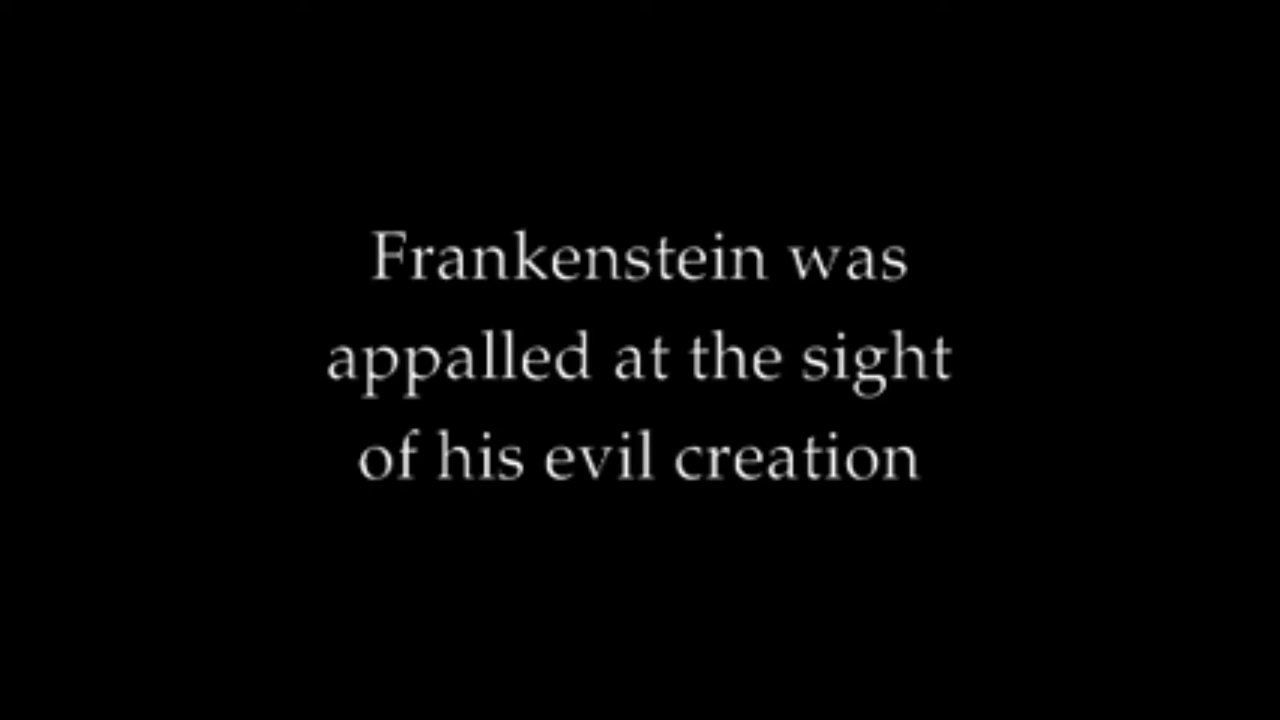 Frankenstein was
appalled at the sight
of his evil creation